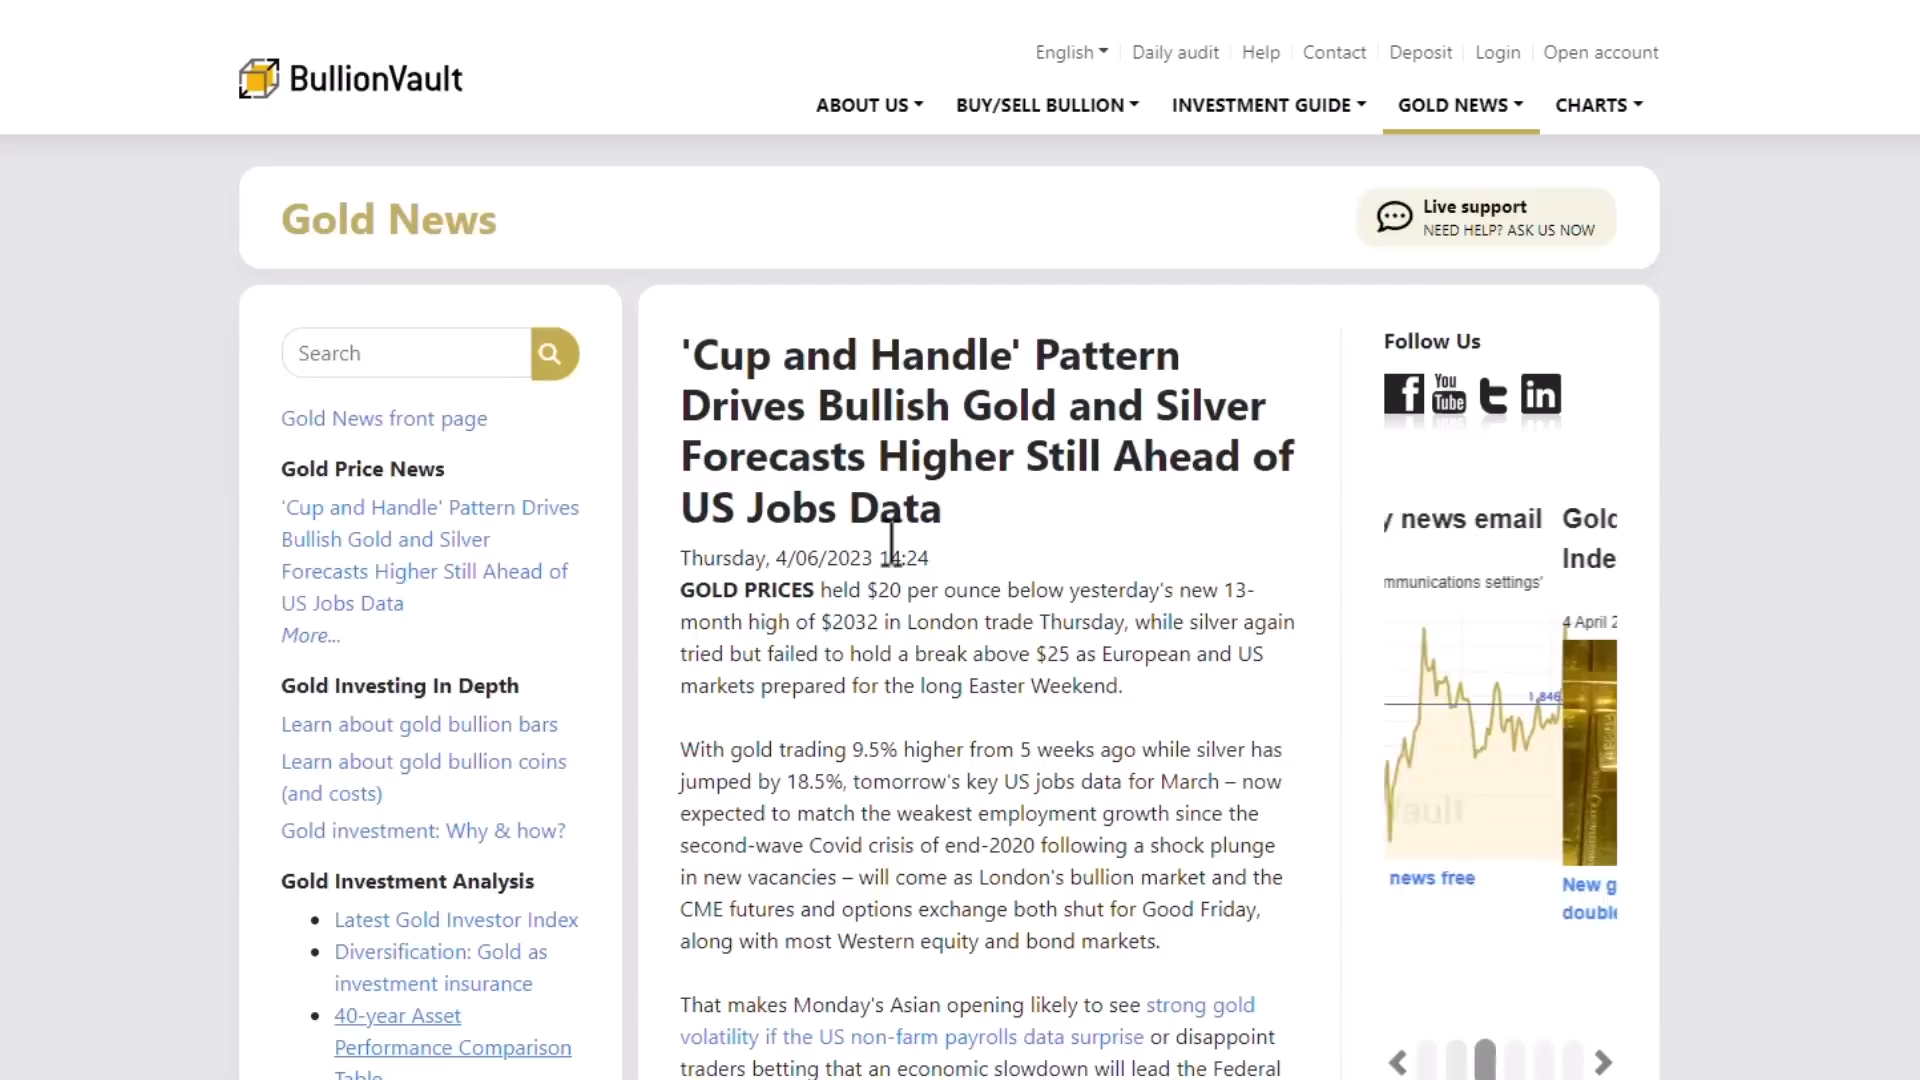 BullionVault
English
Daily audit
Help
Contact
Deposit
Login
Open account
ABOUT US
BUY/SELL BULLION
INVESTMENT GUIDE
GOLD NEWS
CHARTS
Gold News
Live support
NEED HELP? ASK US NOW
Search
Gold News front page
Gold Price News
'Cup and Handle' Pattern Drives
Bullish Gold and Silver
Forecasts Higher Still Ahead of
US Jobs Data
More...
Gold Investing In Depth
Learn about gold bullion bars
Learn about gold bullion coins
(and costs)
Gold investment: Why & how?
Gold Investment Analysis
Latest Gold Investor Index
Diversification: Gold as
investment insurance
40-year Asset
Performance Comparison
Table
'Cup and Handle' Pattern
Drives Bullish Gold and Silver
Forecasts Higher Still Ahead of
US Jobs Data
Thursday, 4/06/2023 14:24
GOLD PRICES held $20 per ounce below yesterday's new 13-
month high of $2032 in London trade Thursday, while silver again
tried but failed to hold a break above $25 as European and US
markets prepared for the long Easter Weekend.
With gold trading 9.5% higher from 5 weeks ago while silver has
jumped by 18.5%, tomorrow's key US jobs data for March – now
expected to match the weakest employment growth since the
second-wave Covid crisis of end-2020 following a shock plunge
in new vacancies – will come as London's bullion market and the
CME futures and options exchange both shut for Good Friday,
along with most Western equity and bond markets.
That makes Monday's Asian opening likely to see strong gold
volatility if the US non-farm payrolls data surprise or disappoint
traders betting that an economic slowdown will lead the Federal
Follow Us
f
You
Tube
t
in
y news email
mmunications settings'
1,846
Vault
news free
Gold
Inde
4 April 2
New g
double